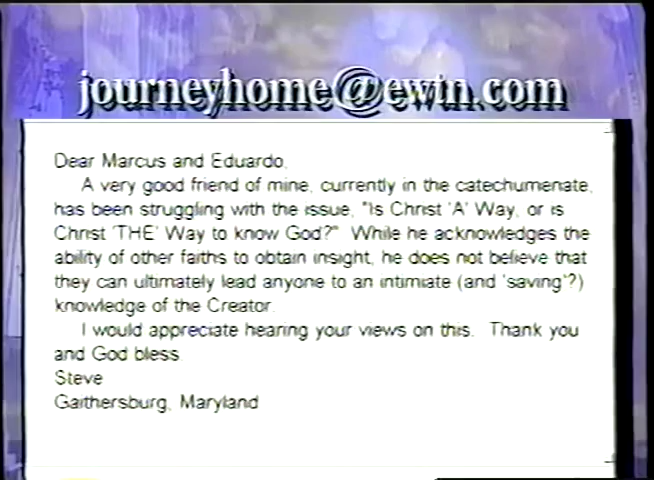 journeyhome@ewtn.com
Dear Marcus and Eduardo,
A very good friend of mine, currently in the catechumenate,
has been struggling with the issue, "Is Christ 'A' Way, or is
Christ 'THE' Way to know God?" While he acknowledges the
ability of other faiths to obtain insight, he does not believe that
they can ultimately lead anyone to an intimiate (and 'saving'?)
knowledge of the Creator.
I would appreciate hearing your views on this. Thank you
and God bless.
Steve
Gaithersburg, Maryland